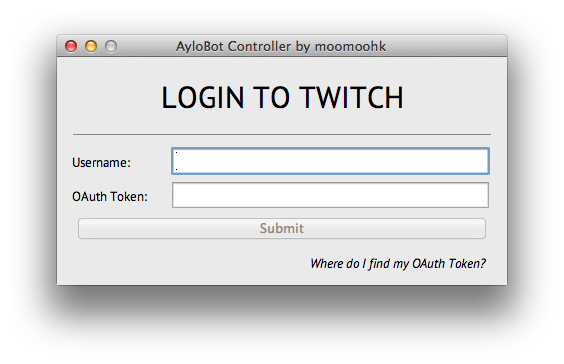 AyloBot Controller by moomoohk
LOGIN TO TWITCH
Username:
OAuth Token:
Submit
Where do I find my OAuth Token?